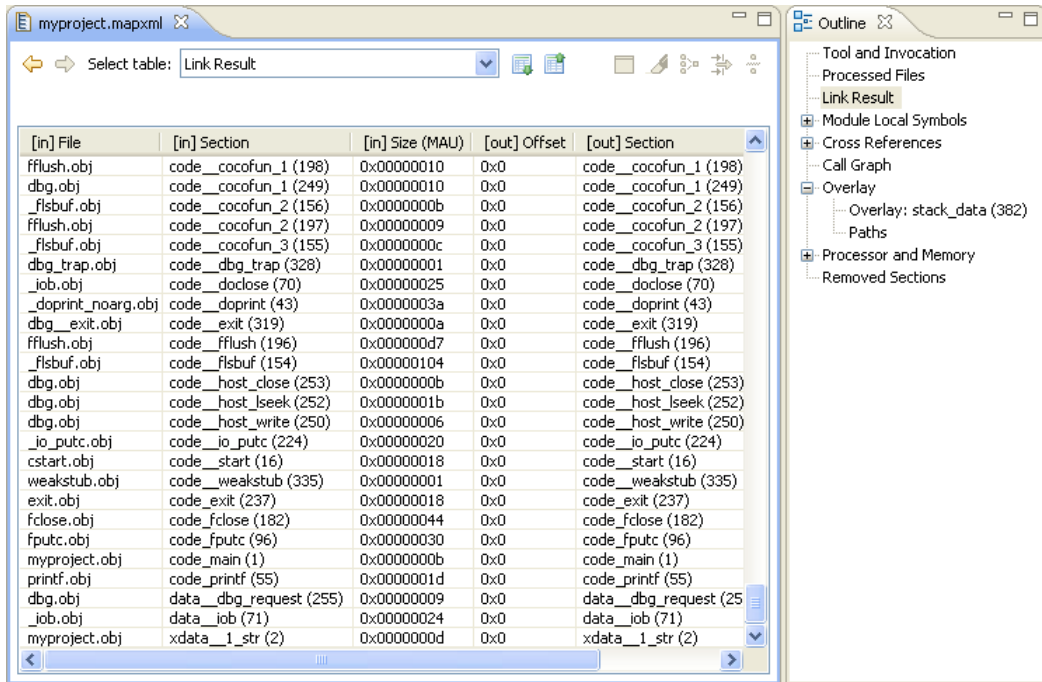 myproject.mapxml
Select table: Link Result
[in] File [in] Section [in] Size (MAU) [out] Offset [out] Section
fflush.obj code__cocofun_1 (198) 0x00000010 0x0 code__cocofun_1 (198)
dbg.obj code__cocofun_1 (249) 0x00000010 0x0 code__cocofun_1 (249)
_flsbuf.obj code__cocofun_2 (156) 0x0000000b 0x0 code__cocofun_2 (156)
fflush.obj code__cocofun_2 (197) 0x00000009 0x0 code__cocofun_2 (197)
_flsbuf.obj code__cocofun_3 (155) 0x0000000c 0x0 code__cocofun_3 (155)
dbg_trap.obj code__dbg_trap (328) 0x00000001 0x0 code__dbg_trap (328)
_iob.obj code__doclose (70) 0x00000025 0x0 code__doclose (70)
_doprint_noarg.obj code__doprint (43) 0x0000003a 0x0 code__doprint (43)
dbg__exit.obj code__exit (319) 0x0000000a 0x0 code__exit (319)
fflush.obj code__fflush (196) 0x000000d7 0x0 code__fflush (196)
_flsbuf.obj code__flsbuf (154) 0x00000104 0x0 code__flsbuf (154)
dbg.obj code__host_close (253) 0x0000000b 0x0 code__host_close (253)
dbg.obj code__host_lseek (252) 0x0000001b 0x0 code__host_lseek (252)
dbg.obj code__host_write (250) 0x00000006 0x0 code__host_write (250)
_io_putc.obj code__io_putc (224) 0x00000020 0x0 code__io_putc (224)
cstart.obj code__start (16) 0x00000018 0x0 code__start (16)
weakstub.obj code__weakstub (335) 0x00000001 0x0 code__weakstub (335)
exit.obj code_exit (237) 0x00000018 0x0 code_exit (237)
fclose.obj code_fclose (182) 0x00000044 0x0 code_fclose (182)
fputc.obj code_fputc (96) 0x00000030 0x0 code_fputc (96)
myproject.obj code_main (1) 0x0000000b 0x0 code_main (1)
printf.obj code_printf (55) 0x0000001d 0x0 code_printf (55)
dbg.obj data__dbg_request (255) 0x00000009 0x0 data__dbg_request (25
_iob.obj data__iob (71) 0x00000024 0x0 data__iob (71)
myproject.obj xdata__1_str (2) 0x0000000d 0x0 xdata__1_str (2)
Outline
Tool and Invocation
Processed Files
Link Result
Module Local Symbols
Cross References
Call Graph
Overlay
Overlay: stack_data (382)
Paths
Processor and Memory
Removed Sections